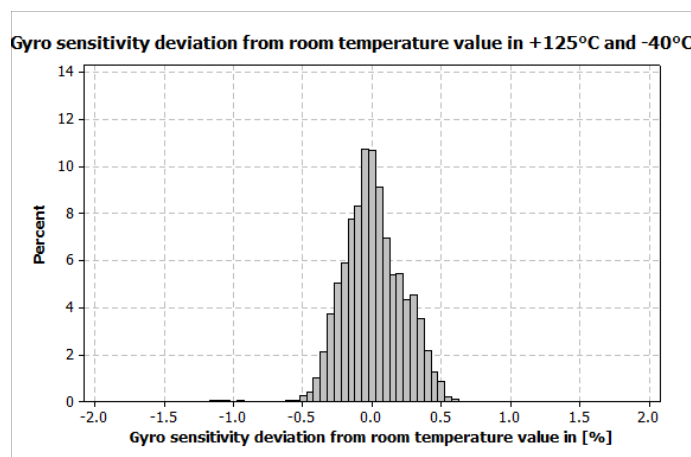 Gyro sensitivity deviation from room temperature value in +125°C and -40°C
14
12
10
8
6
4
2
0
Percent
-2.0 -1.5 -1.0 -0.5 0.0 0.5 1.0 1.5 2.0
Gyro sensitivity deviation from room temperature value in [%]